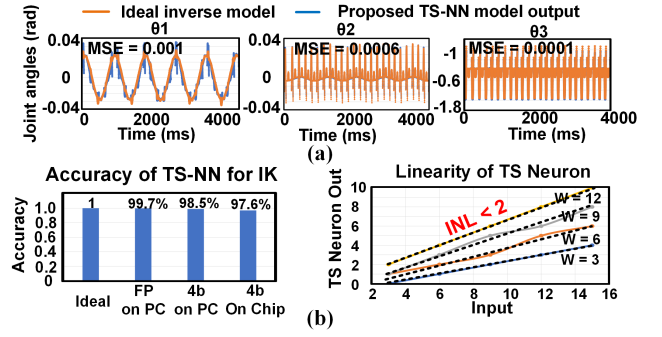 Ideal inverse model
Proposed TS-NN model output
θ1
θ2
θ3
Joint angles (rad)
0.04
0
-0.04
MSE = 0.001
0 2000 4000
Time (ms)
0.04
0
-0.04
MSE = 0.0006
0 2000 4000
Time (ms)
-1
-0.6
-1.8
MSE = 0.0001
0 2000 4000
Time (ms)
(a)
Accuracy of TS-NN for IK
Accuracy
1.0
0.8
0.6
0.4
0.2
0
1
99.7%
98.5%
97.6%
Ideal
FP on PC
4b on PC
4b On Chip
Linearity of TS Neuron
TS Neuron Out
10
8
6
4
2
0
INL < 2
W = 12
W = 9
W = 6
W = 3
2 4 6 8 10 12 14 16
Input
(b)